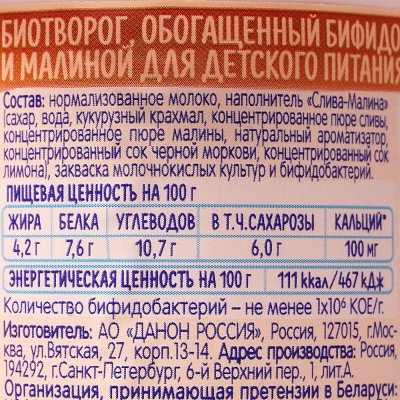 БИОТВОРОГ, ОБОГАЩЕННЫЙ БИФИДО
И МАЛИНОЙ ДЛЯ ДЕТСКОГО ПИТАНИЯ
Состав: нормализованное молоко, наполнитель «Слива-Малина»
(сахар, вода, кукурузный крахмал, концентрированное пюре сливы,
концентрированное пюре малины, натуральный ароматизатор,
концентрированный сок черной моркови, концентрированный сок
лимона), закваска молочнокислых культур и бифидобактерий.
ПИЩЕВАЯ ЦЕННОСТЬ НА 100 г
ЖИРА БЕЛКА УГЛЕВОДОВ В Т.Ч.САХАРОЗЫ КАЛЬЦИЙ*
4,2 г 7,6 г 10,7 г 6,0 г 100 мг
ЭНЕРГЕТИЧЕСКАЯ ЦЕННОСТЬ НА 100 г 111 kkал/467 кДж
Количество бифидобактерий – не менее 1х10⁶ КОЕ/г.
Изготовитель: АО «ДАНОН РОССИЯ», Россия, 127015, г.Мос-
ква, ул.Вятская, 27, корп.13-14. Адрес производства: Россия,
194292, г.Санкт-Петербург, 6-й Верхний пер., 1, лит.А.
Организация, принимающая претензии в Беларуси: